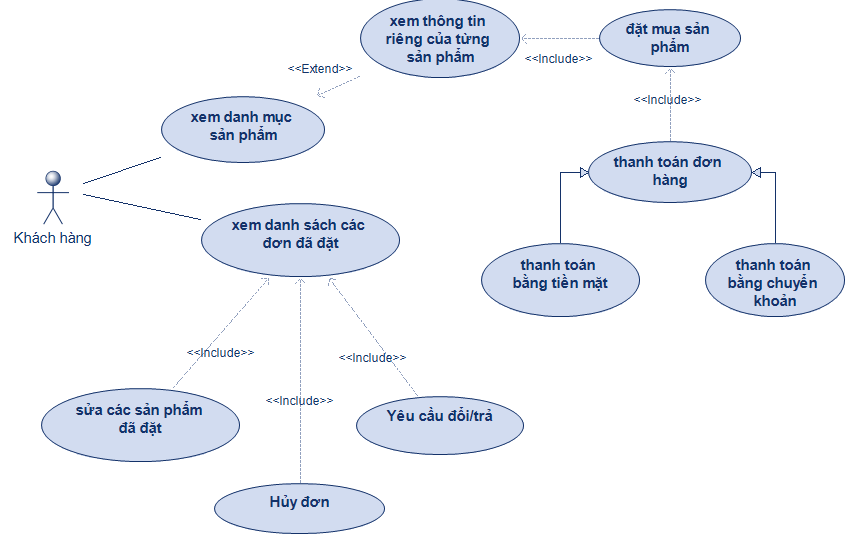 xem thông tin
riêng của từng
sản phẩm
đặt mua sản
phẩm
<<Include>>
<<Extend>>
<<Include>>
xem danh mục
sản phẩm
thanh toán đơn
hàng
Khách hàng
xem danh sách các
đơn đã đặt
thanh toán
bằng tiền mặt
thanh toán
bằng chuyển
khoản
<<Include>>
<<Include>>
<<Include>>
sửa các sản phẩm
đã đặt
Yêu cầu đổi/trả
Hủy đơn